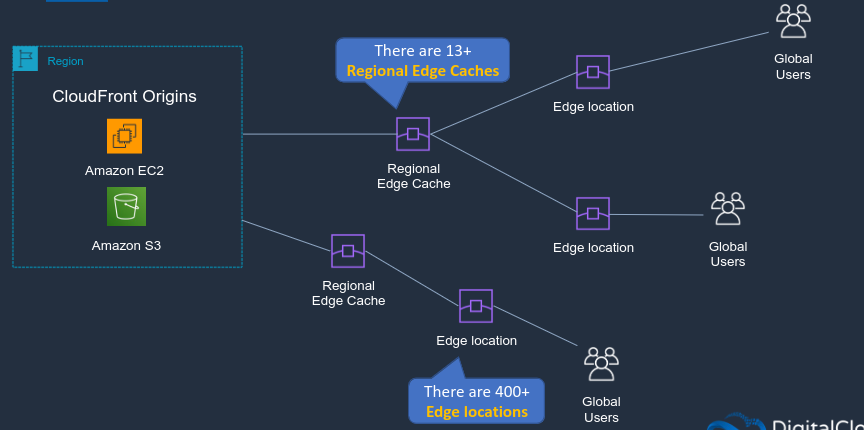 There are 13+
Regional Edge Caches
Region
CloudFront Origins
Amazon EC2
Amazon S3
Regional
Edge Cache
Edge location
Global
Users
Edge location
Global
Users
Regional
Edge Cache
Edge location
There are 400+
Edge locations
Global
Users